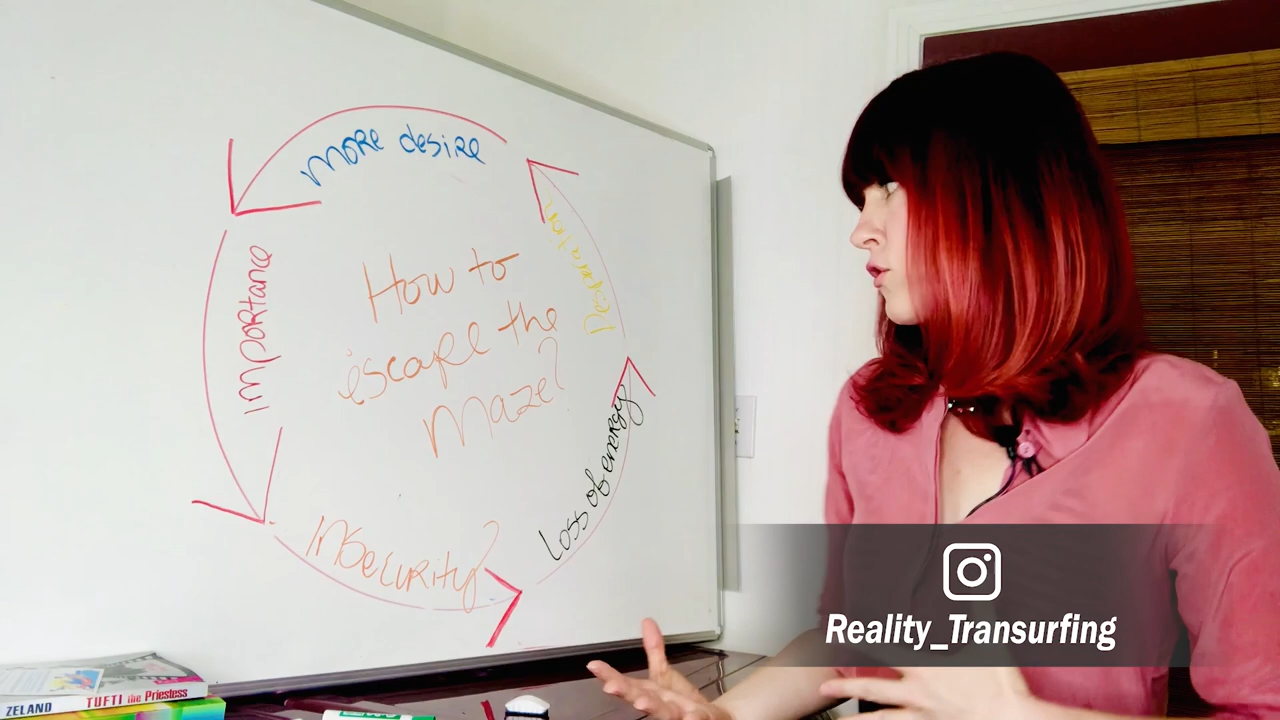 MORE desire
Desperation
Importance
How to
escape the
Maze?
Loss of energy
INSecurity
Reality_Transurfing
ZELAND
TUFTI the Priestess